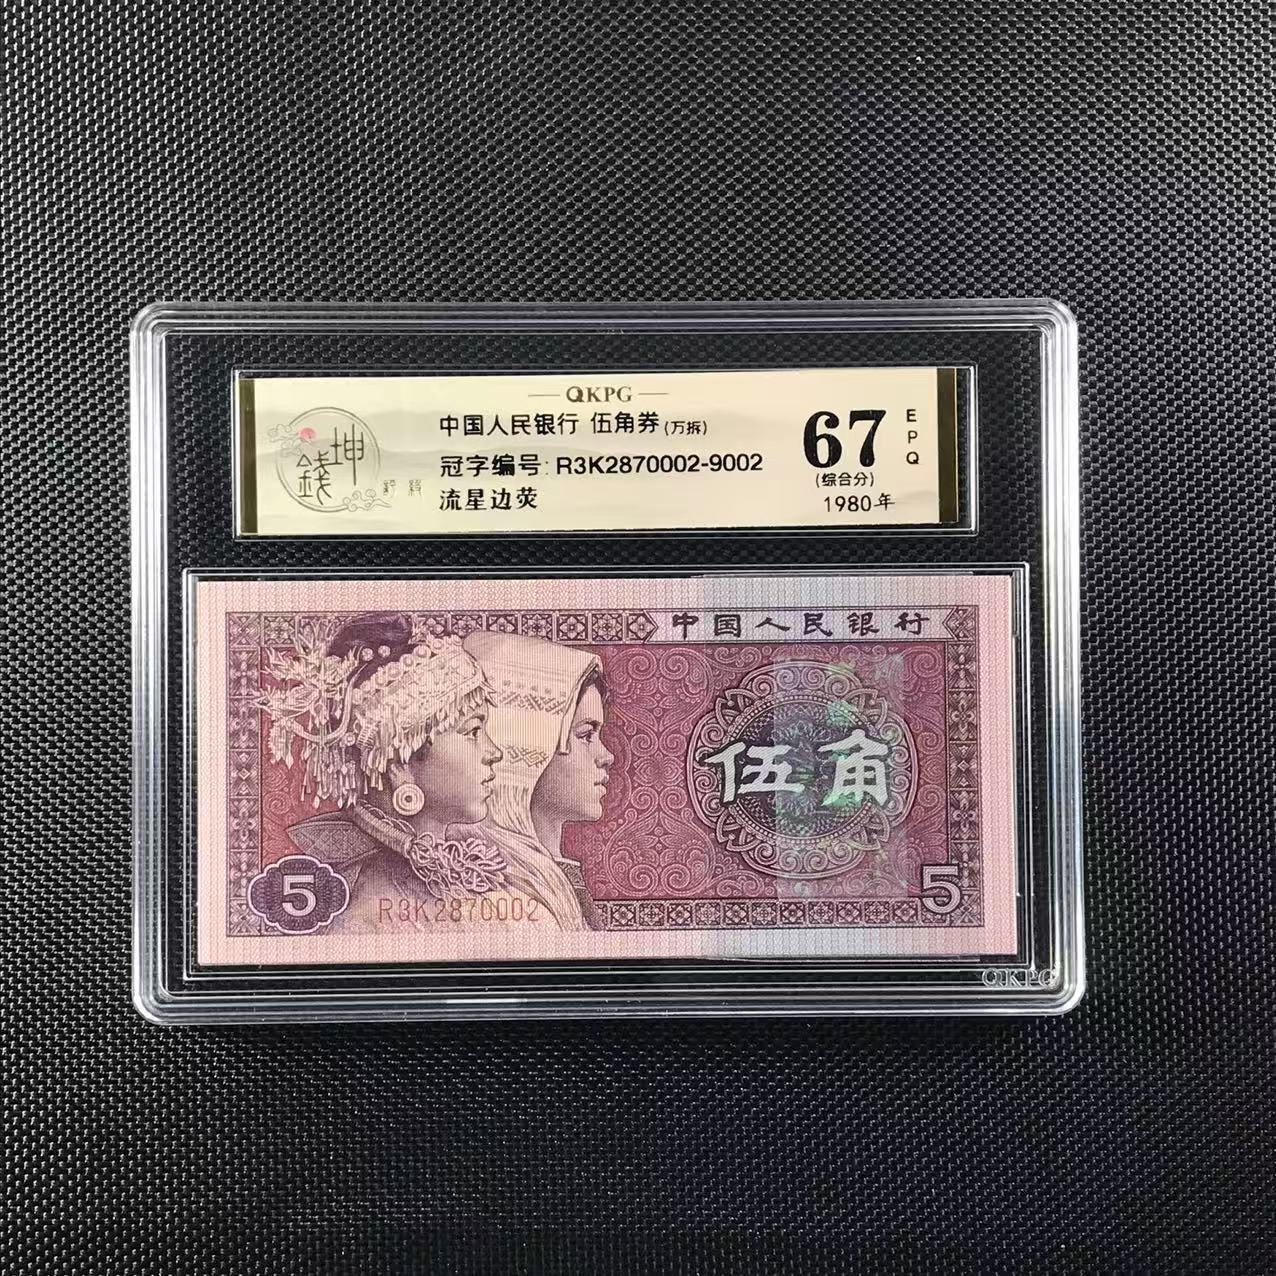 QKPG
中国人民银行 伍角券(万拆)
冠字编号: R3K2870002-9002
流星边荧
坤
錢
67
EPQ
(综合分)
1980年
中国人民银行
伍角
5
R3K2870002
5
QKPG